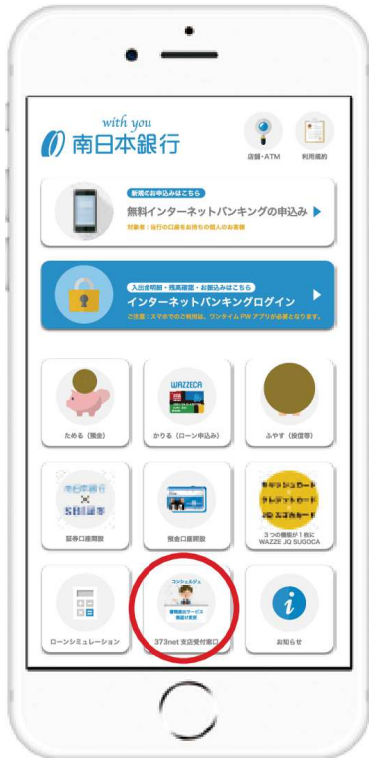 with you
南日本銀行
店舗・ATM
利用規約
新規のお申込みはこちら
無料インターネットバンキングの申込み
対象者：当行の口座をお持ちの個人のお客様
入出金明細・残高確認・お振込みはこちら
インターネットバンキングログイン
ご注意：スマホでのご利用は、ワンタイム PW アプリが必要となります。
WAZZECA
ためる（預金）
かりる（ローン申込み）
ふやす（投信等）
南日本銀行
×
SBI証券
キャッシュカード
クレジットカード
JQ SUGOCA
証券口座開設
預金口座開設
3つの機能が1枚に
WAZZE JQ SUGOCA
コンシェルジュ
ローンシミュレーション
373net 支店受付窓口
お知らせ